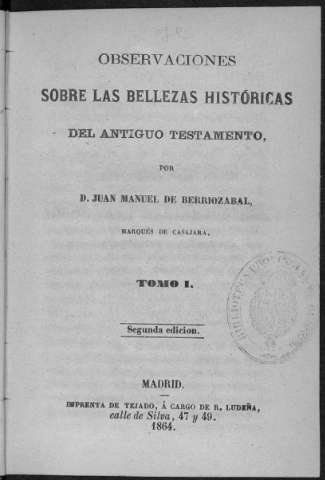 OBSERVACIONES
SOBRE LAS BELLEZAS HISTÓRICAS
DEL ANTIGUO TESTAMENTO,
POR
D. JUAN MANUEL DE BERRIOZABAL,
MARQUÉS DE CASAJARA.
TOMO I.
Segunda edicion.
MADRID.
IMPRENTA DE TEJADO, Á CARGO DE R. LUDEÑA,
calle de Silva, 47 y 49.
1864.